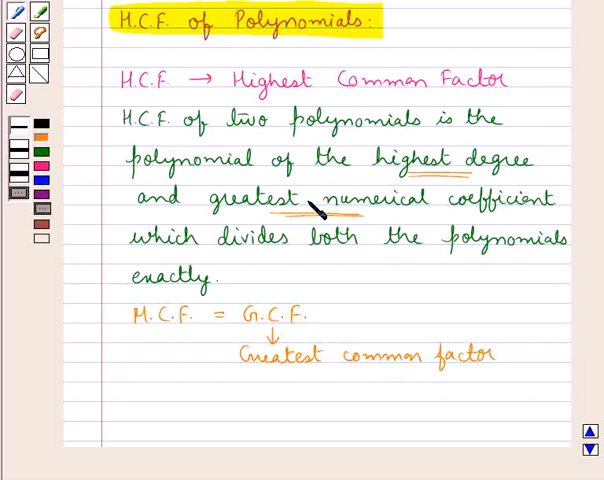 H.C.F. of Polynomials:
H.C.F → Highest Common Factor
H.C.F. of two polynomials is the
polynomial of the highest degree
and greatest numerical coefficient
which divides both the polynomials
exactly.
H.C.F. = G.C.F.
↓
Greatest common factor